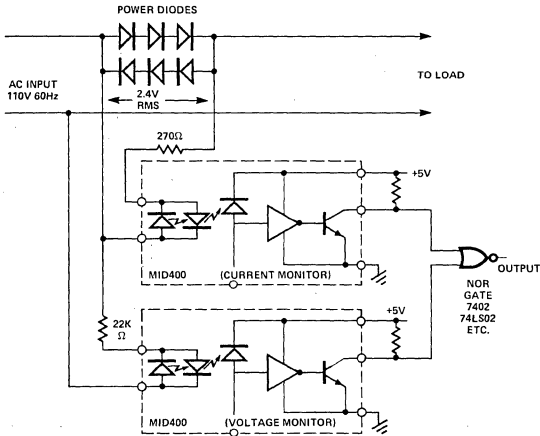 POWER DIODES
AC INPUT
110V 60Hz
2.4V
RMS
TO LOAD
270Ω
+5V
MID400 (CURRENT MONITOR)
OUTPUT
NOR
GATE
7402
74LS02
ETC.
22K
Ω
+5V
MID400 (VOLTAGE MONITOR)